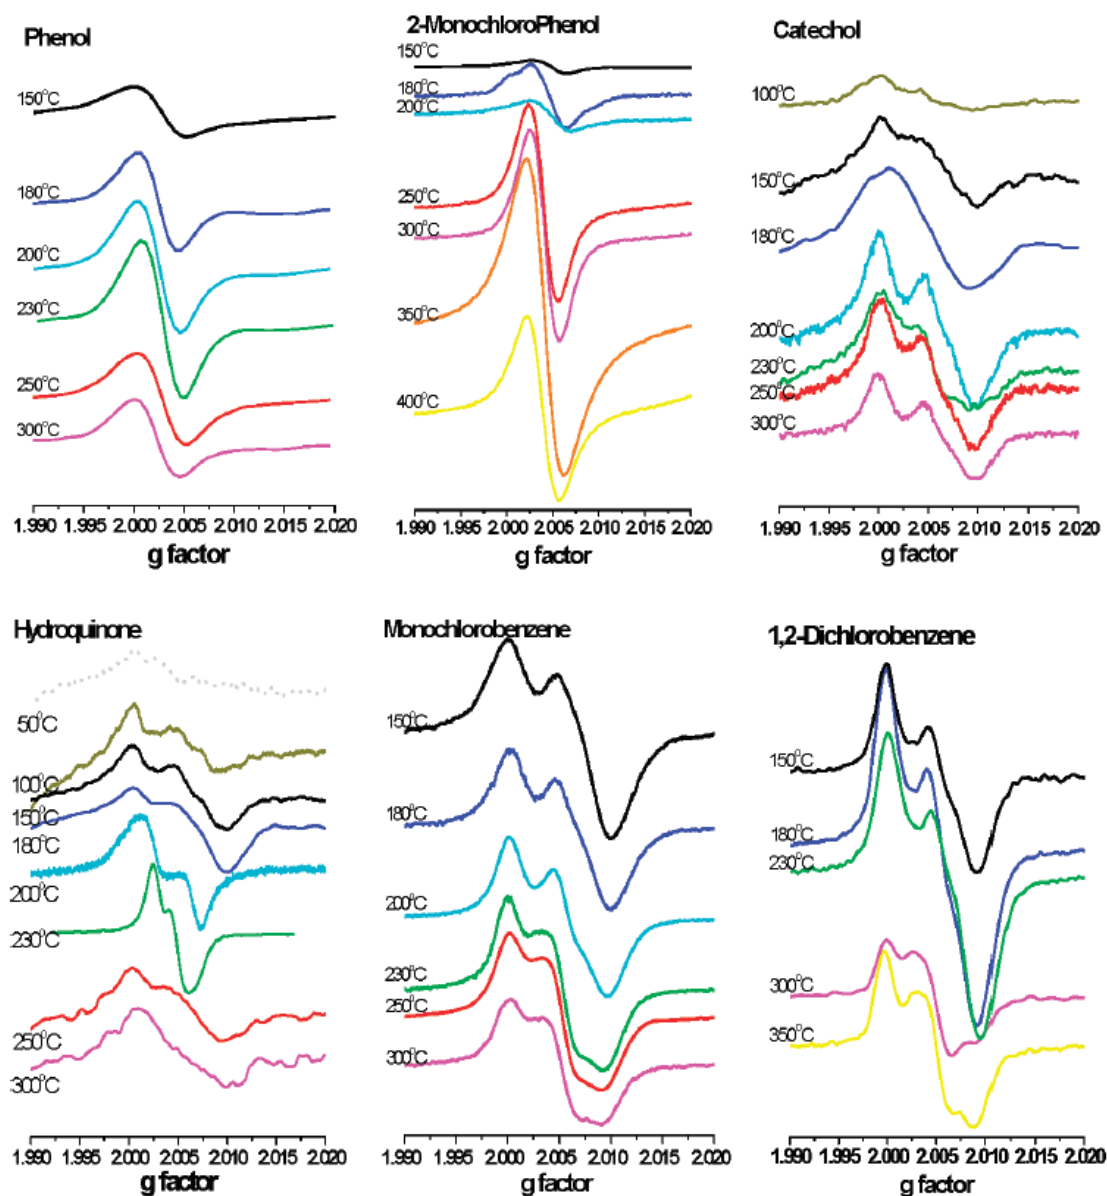 Phenol
150°C
180°C
200°C
230°C
250°C
300°C
1.990 1.995 2.000 2.005 2.010 2.015 2.020
g factor
2-MonochloroPhenol
150°C
180°C
200°C
250°C
300°C
350°C
400°C
1.990 1.995 2.000 2.005 2.010 2.015 2.020
g factor
Catechol
100°C
150°C
180°C
200°C
230°C
250°C
300°C
1.990 1.995 2.000 2.005 2.010 2.015 2.020
g factor
Hydroquinone
50°C
100°C
150°C
180°C
200°C
230°C
250°C
300°C
1.990 1.995 2.000 2.005 2.010 2.015 2.020
g factor
Monochlorobenzene
150°C
180°C
200°C
230°C
250°C
300°C
1.990 1.995 2.000 2.005 2.010 2.015 2.020
g factor
1,2-Dichlorobenzene
150°C
180°C
230°C
300°C
350°C
1.990 1.995 2.000 2.005 2.010 2.015 2.020
g factor